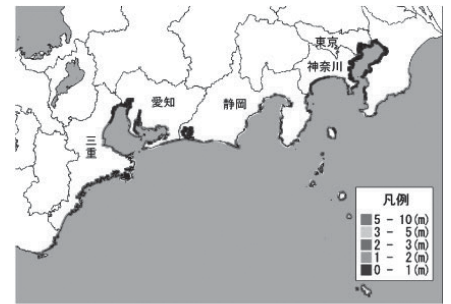 東京
神奈川
愛知
静岡
三重
凡例
5 - 10(m)
3 - 5(m)
2 - 3(m)
1 - 2(m)
0 - 1(m)